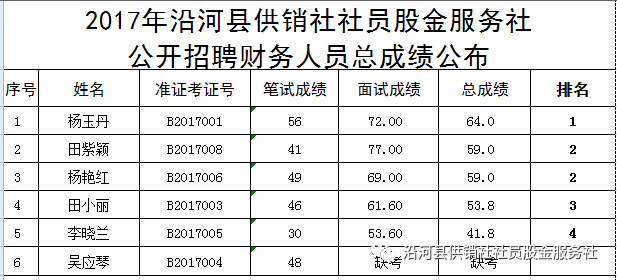 2017年沿河县供销社社员股金服务社
公开招聘财务人员总成绩公布
序号 姓名 准证考证号 笔试成绩 面试成绩 总成绩 排名
1 杨玉丹 B2017001 56 72.00 64.0 1
2 田紫颖 B2017008 41 77.00 59.0 2
3 杨艳红 B2017006 49 69.00 59.0 2
4 田小丽 B2017003 46 61.60 53.8 3
5 李晓兰 B2017005 30 53.60 41.8 4
6 吴应琴 B2017004 48 缺考 缺考
沿河县供销社社员股金服务社